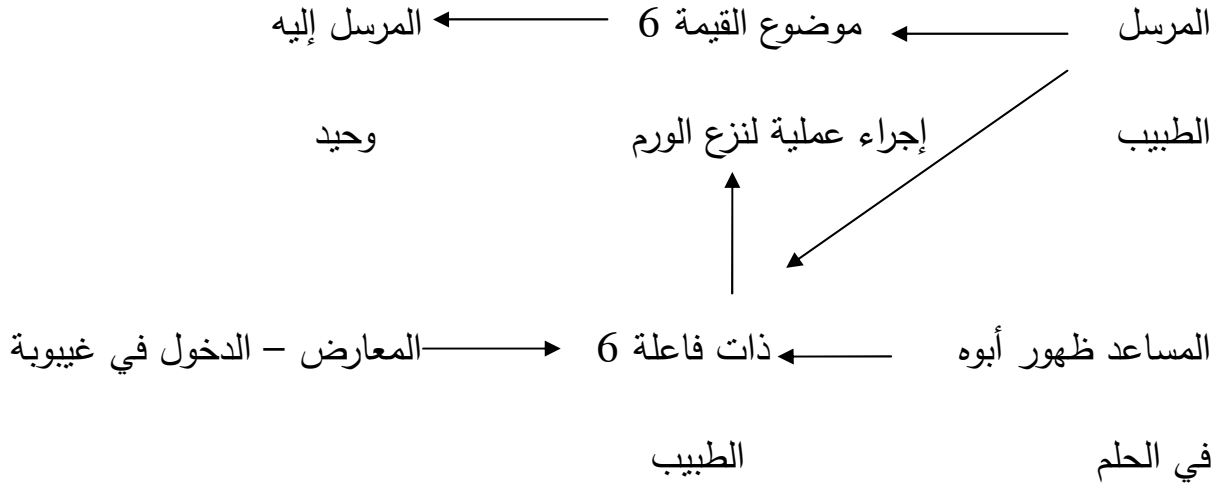 المرسل موضوع القيمة 6 المرسل إليه
الطبيب إجراء عملية لنزع الورم وحيد
المساعد ظهور أبوه ذات فاعلة 6 المعارض – الدخول في غيبوبة
في الحلم الطبيب